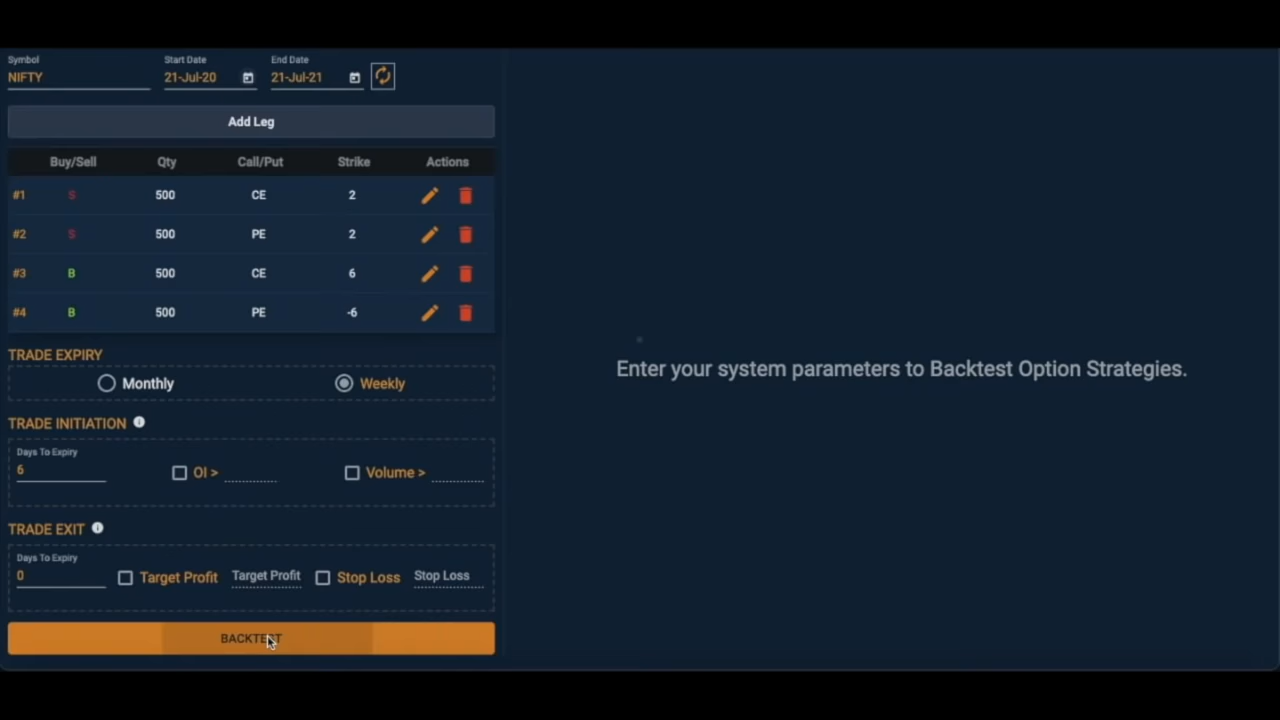 Symbol Start Date End Date
NIFTY 21-Jul-20 21-Jul-21
Add Leg
Buy/Sell Qty Call/Put Strike Actions
#1 S 500 CE 2
#2 S 500 PE 2
#3 B 500 CE 6
#4 B 500 PE -6
TRADE EXPIRY
Monthly Weekly
TRADE INITIATION
Days To Expiry
6 OI > Volume >
TRADE EXIT
Days To Expiry
0 Target Profit Target Profit Stop Loss Stop Loss
BACKTEST
Enter your system parameters to Backtest Option Strategies.